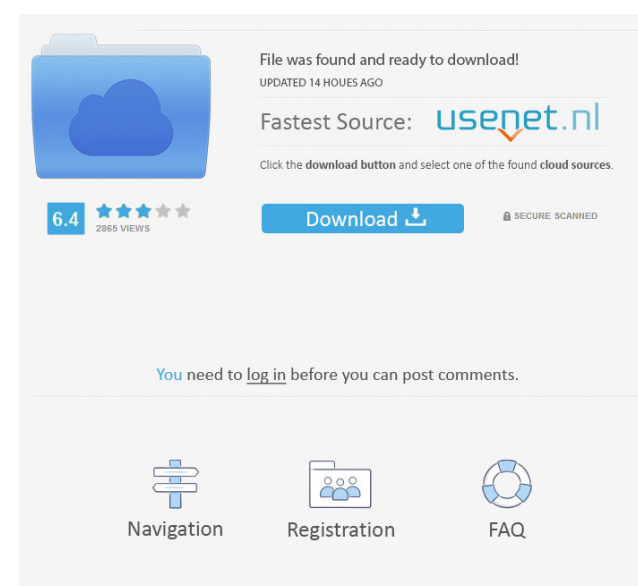 File was found and ready to download!
UPDATED 14 HOUES AGO
Fastest Source: usenet.nl
Click the download button and select one of the found cloud sources.
6.4
2865 VIEWS
Download
SECURE SCANNED
You need to log in before you can post comments.
Navigation Registration FAQ